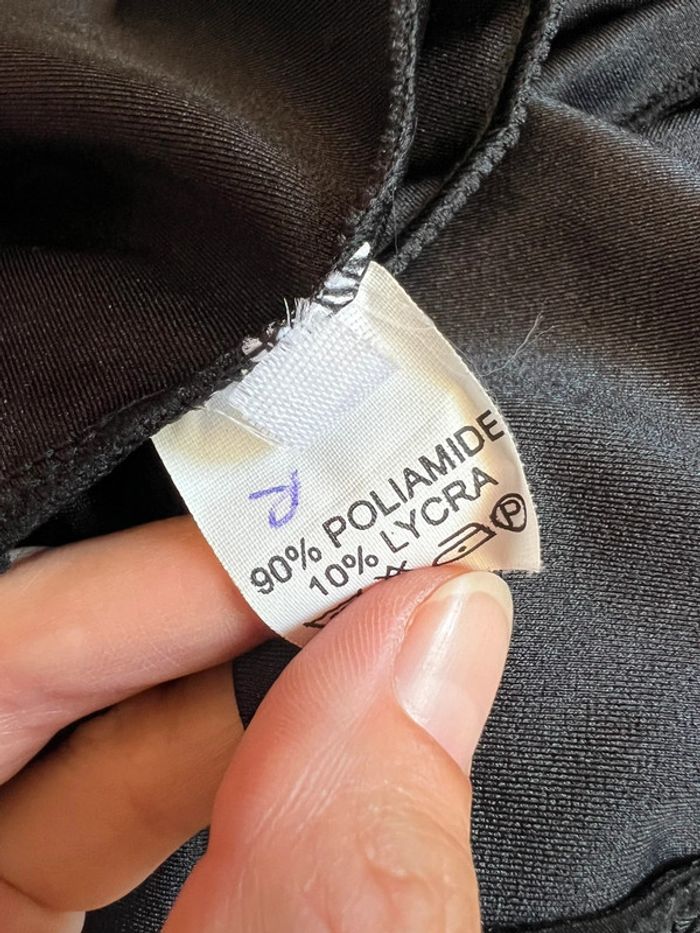 R
90% POLIAMIDE
10% LYCRA
P